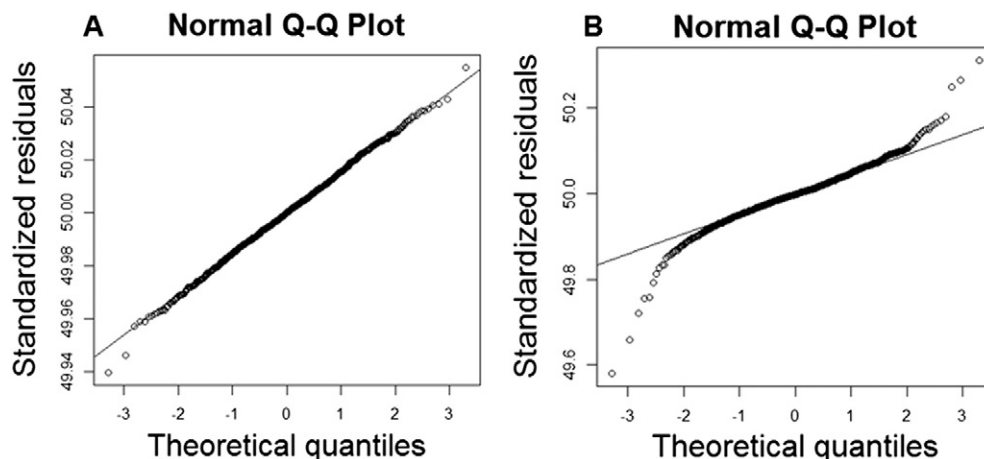 A Normal Q-Q Plot
Standardized residuals
50.04
50.02
50.00
49.98
49.96
49.94
-3 -2 -1 0 1 2 3
Theoretical quantiles
B Normal Q-Q Plot
Standardized residuals
50.2
50.0
49.8
49.6
-3 -2 -1 0 1 2 3
Theoretical quantiles